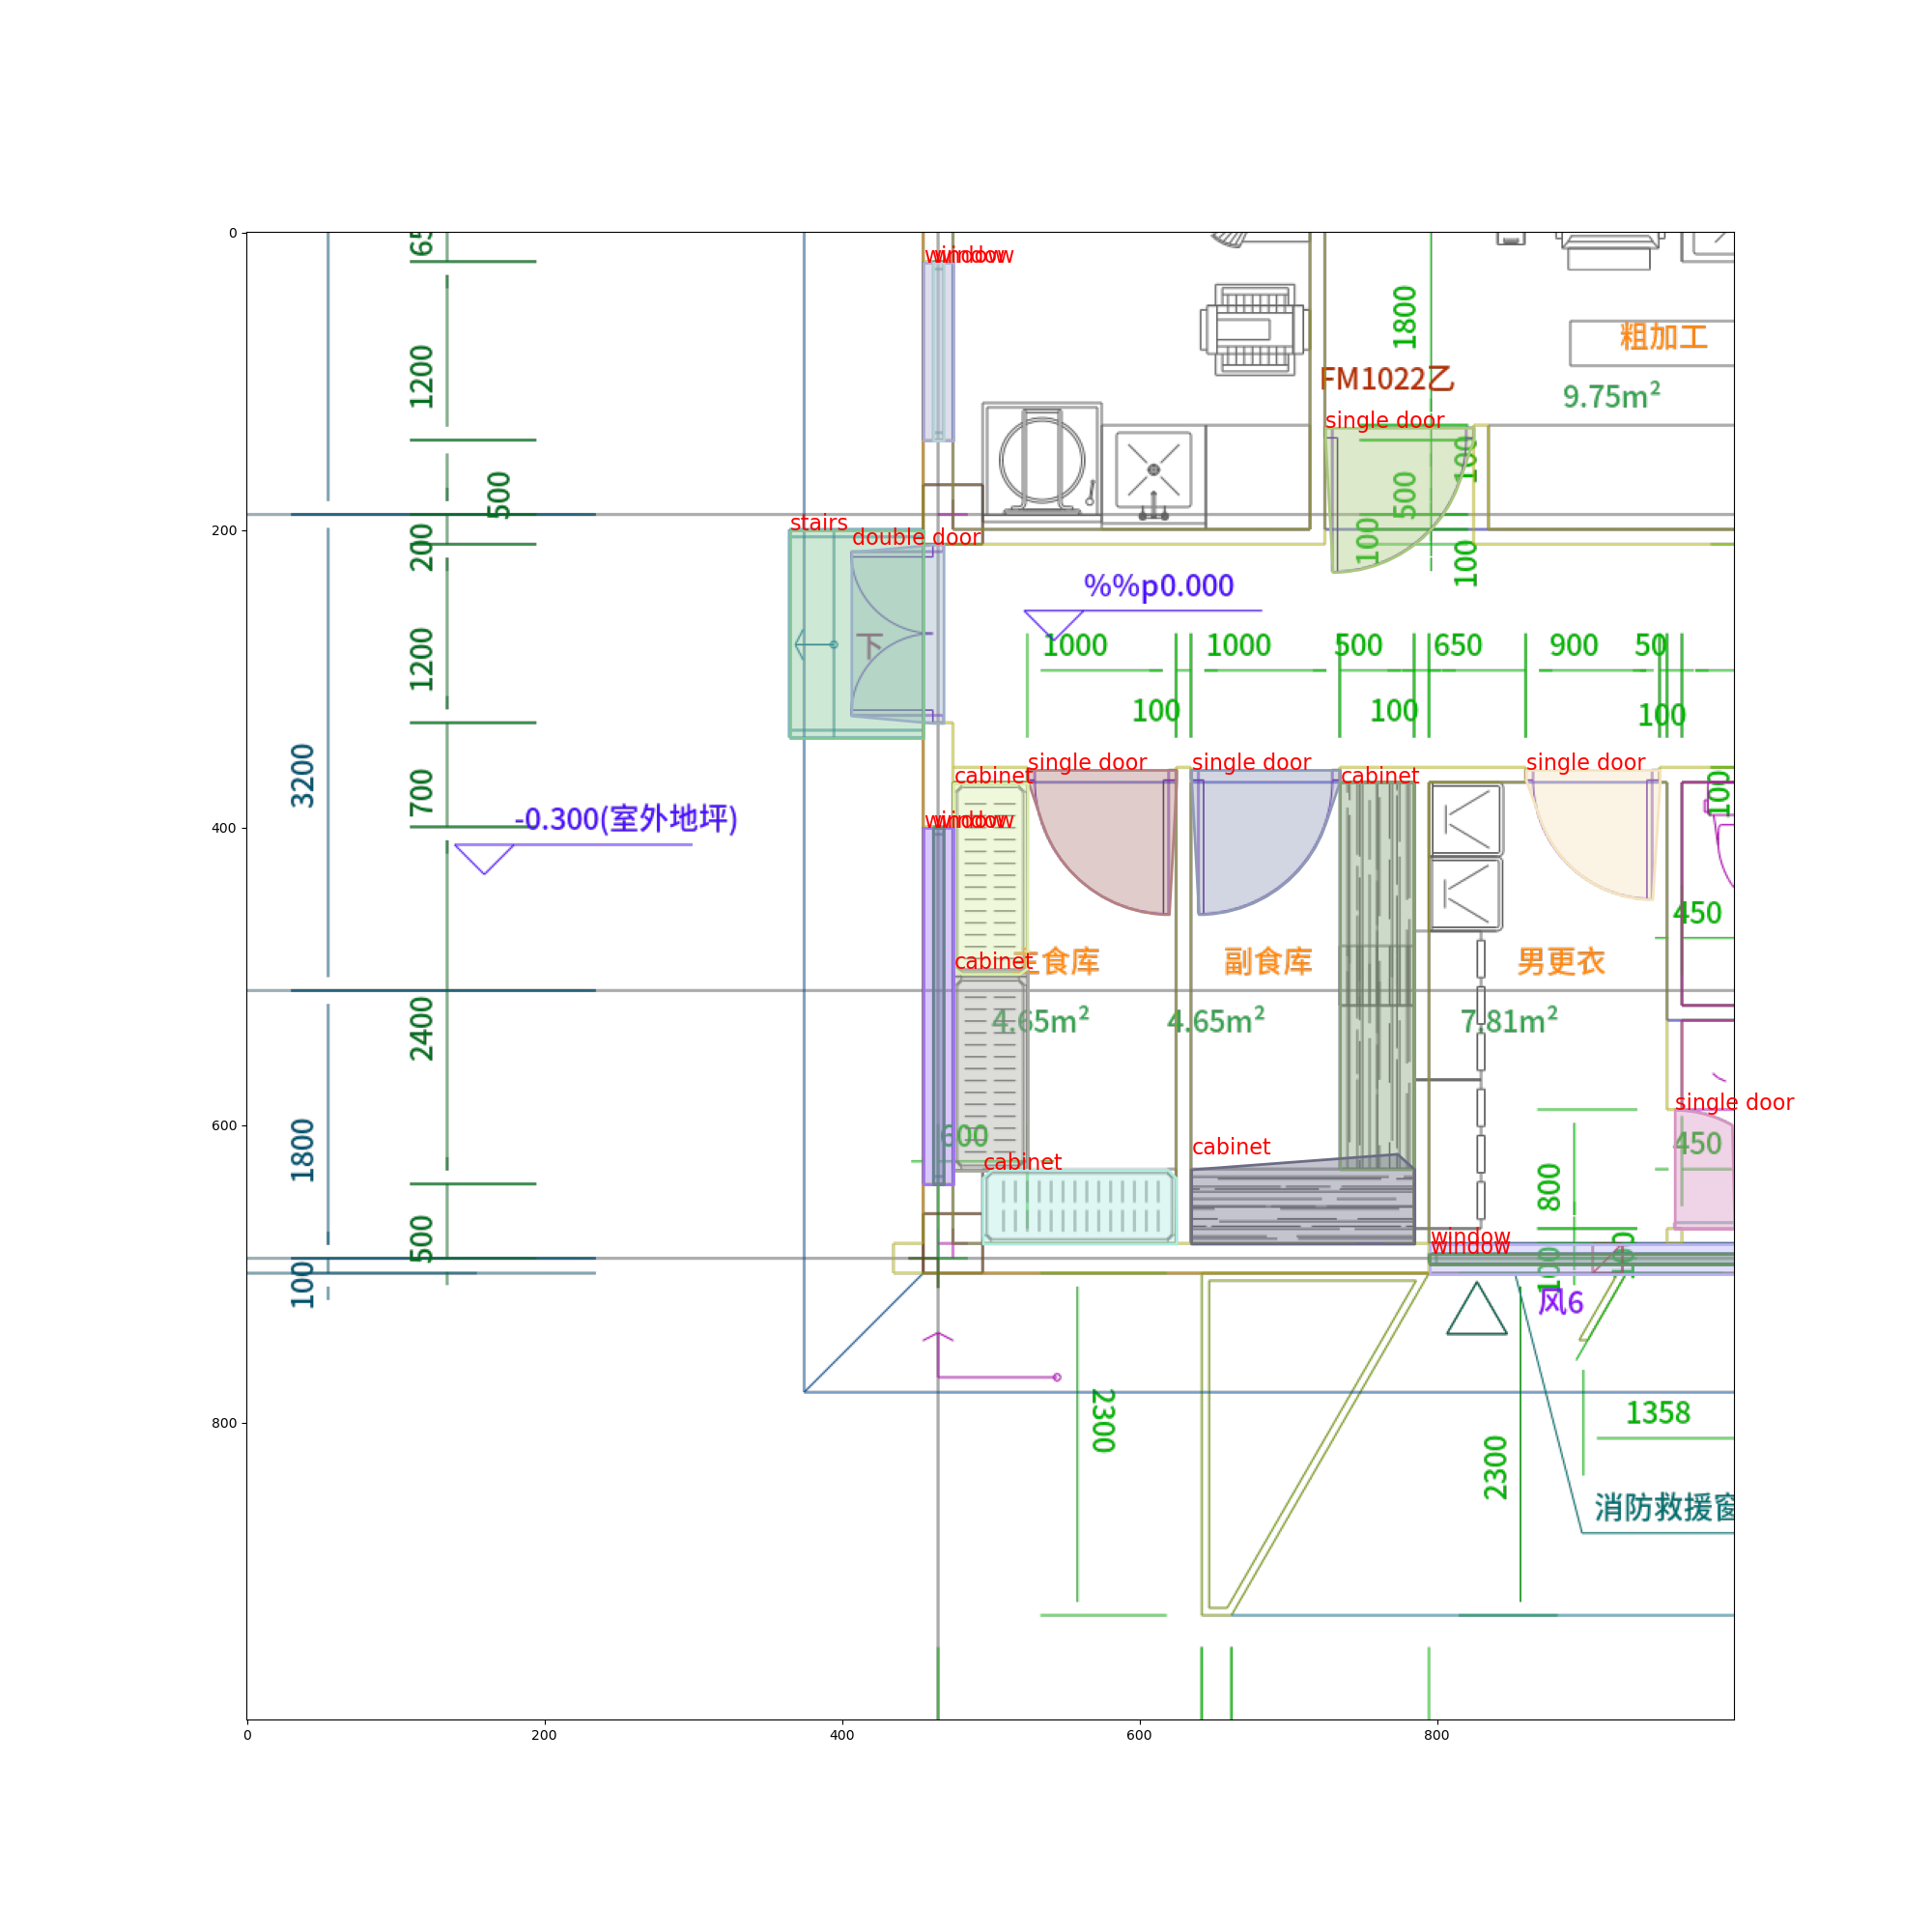 0
200
400
600
800
0
200
400
600
800
1200
500
200
1200
3200
700
2400
1800
500
100
-0.300(室外地坪)
window
window
1800
粗加工
FM1022乙
9.75m²
single door
100
500
100
100
stairs
double door
下
%%p0.000
1000
1000
500
650
900
50
100
100
100
single door
single door
single door
cabinet
cabinet
window
window
100
450
cabinet
食库
副食库
男更衣
4.65m²
4.65m²
7.81m²
600
cabinet
cabinet
single door
450
800
window
window
100
100
风6
2300
2300
1358
消防救援窗